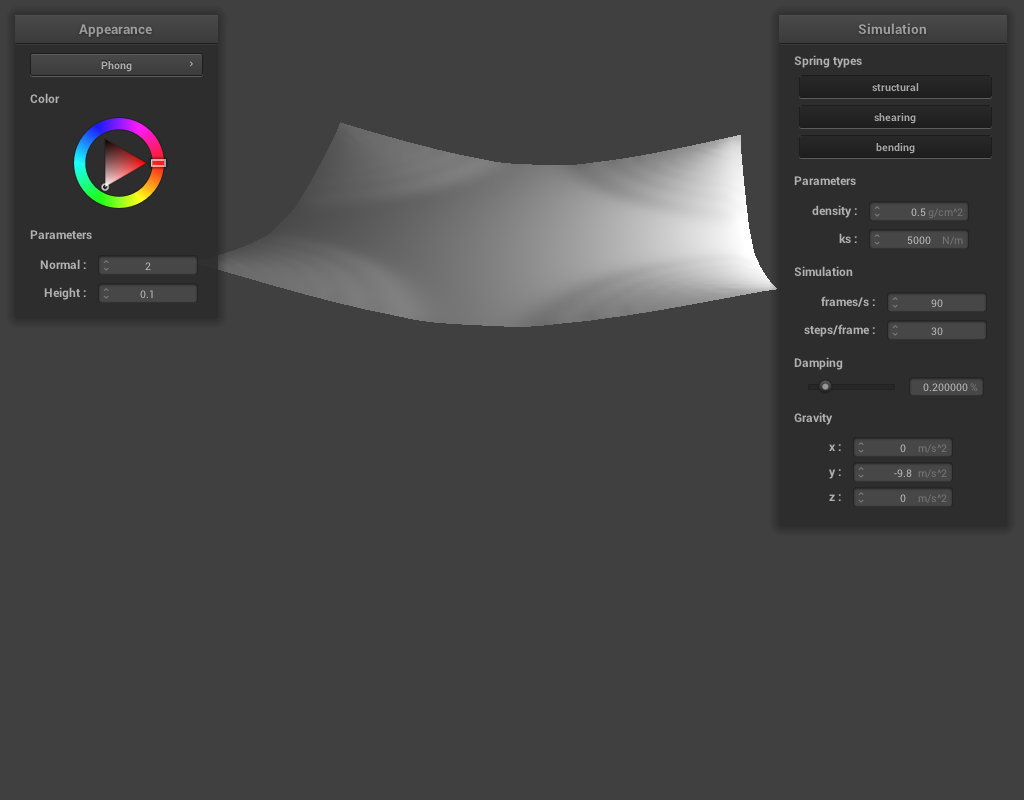 Appearance
Phong
Color
Parameters
Normal : 2
Height : 0.1
Simulation
Spring types
structural
shearing
bending
Parameters
density : 0.5 g/cm^2
ks : 5000 N/m
Simulation
frames/s : 90
steps/frame : 30
Damping
0.200000 %
Gravity
x : 0 m/s^2
y : -9.8 m/s^2
z : 0 m/s^2